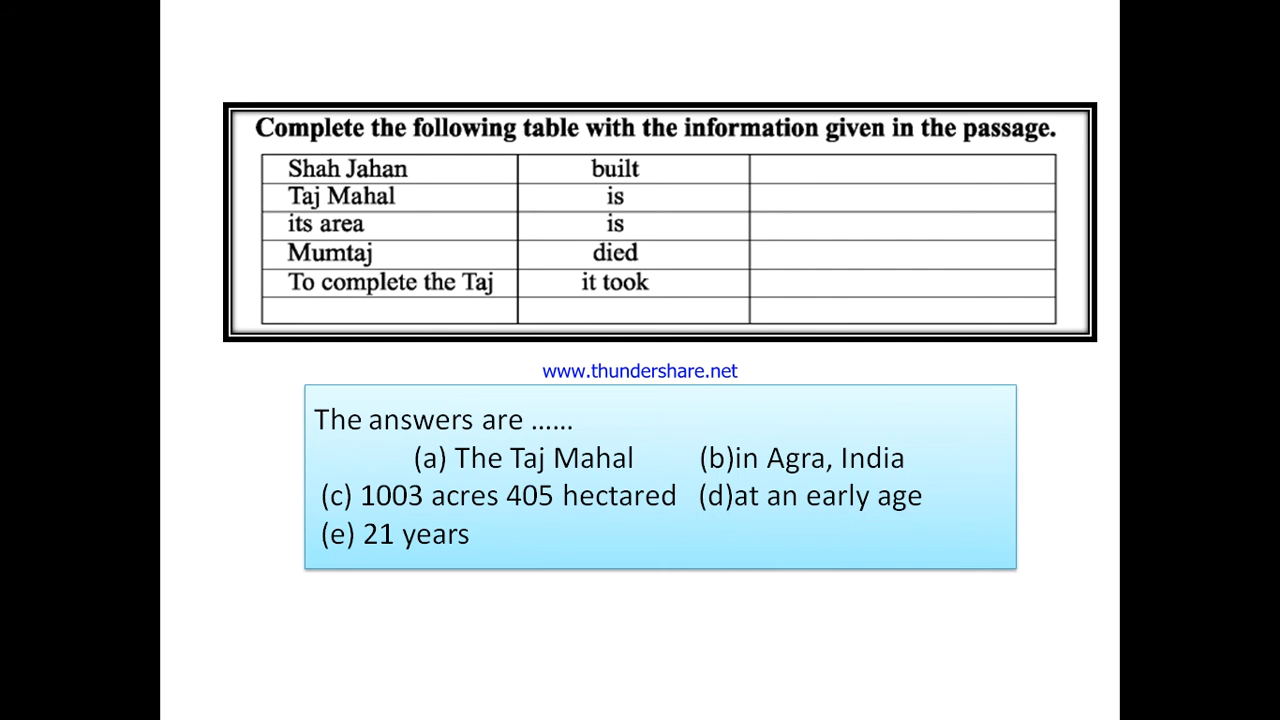 Complete the following table with the information given in the passage.
Shah Jahan built
Taj Mahal is
its area is
Mumtaj died
To complete the Taj it took
www.thundershare.net
The answers are ......
(a) The Taj Mahal (b)in Agra, India
(c) 1003 acres 405 hectared (d)at an early age
(e) 21 years